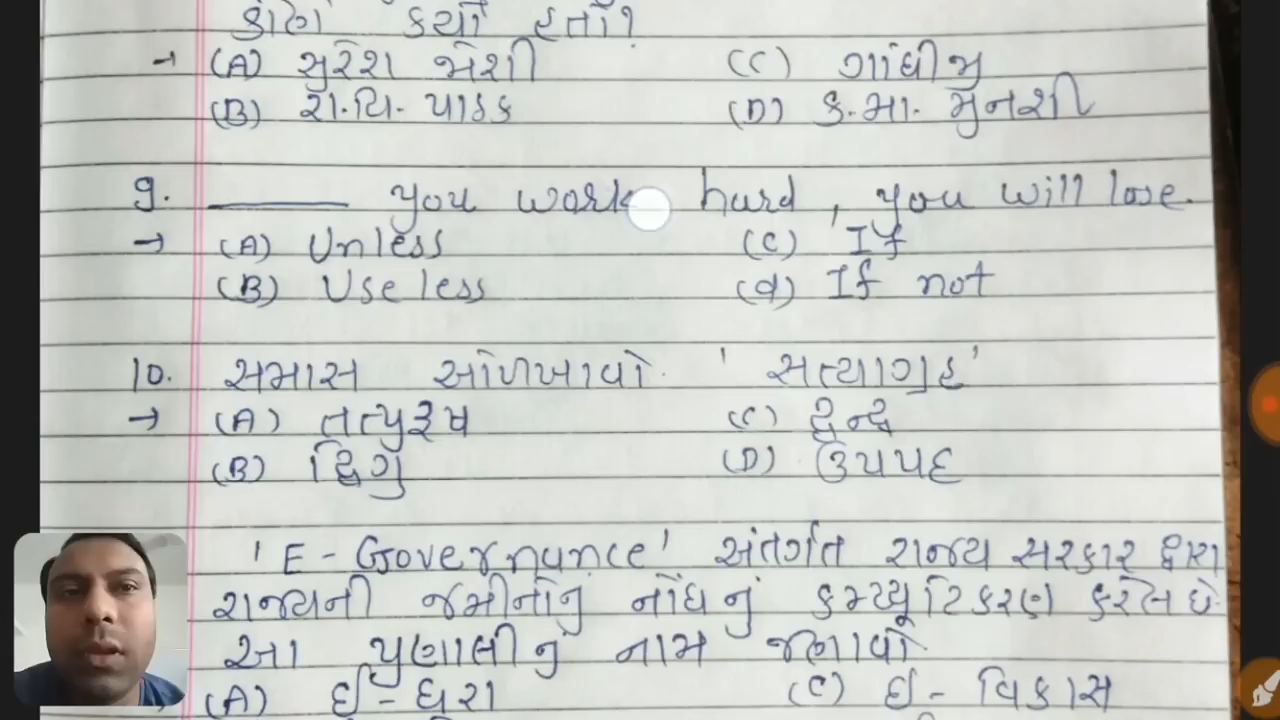 કોણે કર્યો હતો?
→ (A) સુરેશ જોશી (C) ગાંધીજી
(B) રા.વિ. પાઠક (D) ક.મા. મુનશી
9. ______ you work hard, you will lose.
→ (A) Unless (C) If
(B) Useless (d) If not
10. સમાસ ઓળખાવો. 'સત્યાગ્રહ'
→ (A) તત્પુરૂષ (C) દ્વન્દ્વ
(B) દ્વિગુ (D) ઉપપદ
'E-Governance' અંતર્ગત રાજ્ય સરકાર દ્વારા
રાજ્યની જમીનોનું નોંધનું કમ્પ્યૂટિકરણ કરેલ છે.
આ પ્રણાલીનું નામ જણાવો.
(A) ઈ-ધરા (C) ઈ-વિકાસ